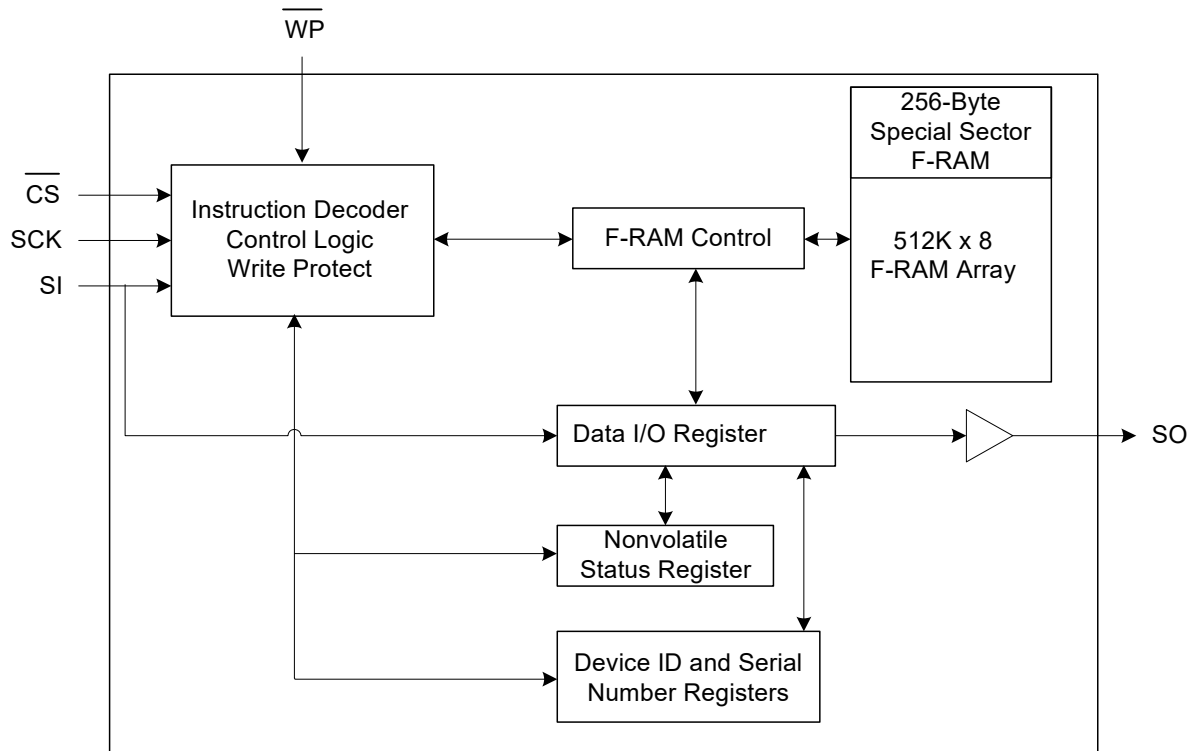 WP
256-Byte
Special Sector
F-RAM
CS
SCK
SI
Instruction Decoder
Control Logic
Write Protect
F-RAM Control
512K x 8
F-RAM Array
Data I/O Register
SO
Nonvolatile
Status Register
Device ID and Serial
Number Registers